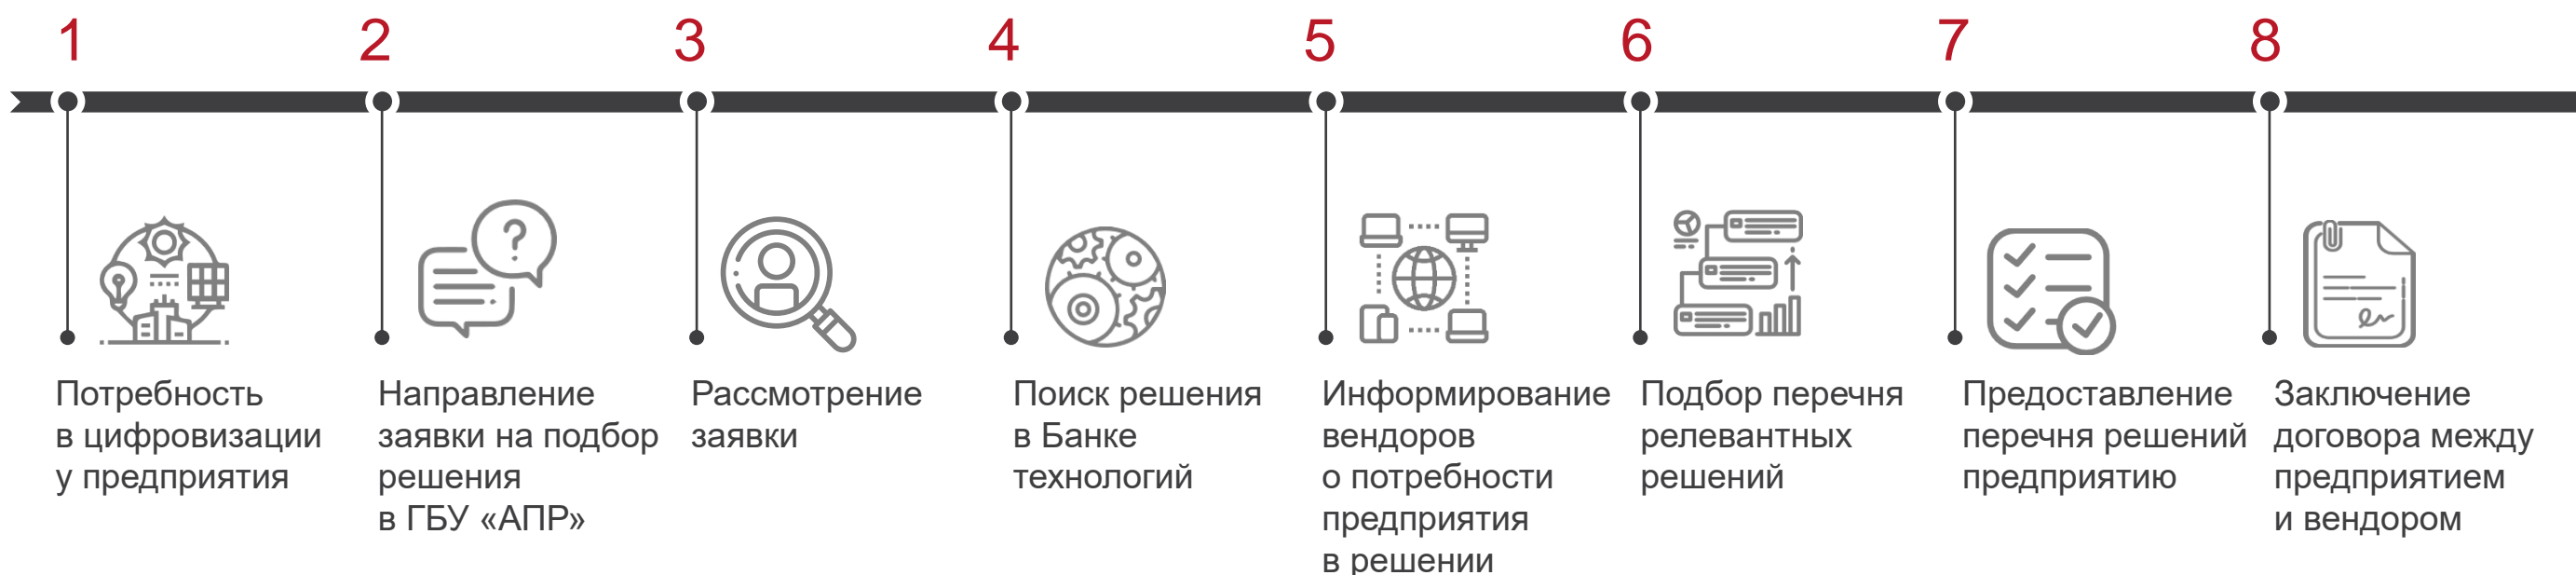 1
2
3
4
5
6
7
8
Потребность
в цифровизации
у предприятия
Направление
заявки на подбор
решения
в ГБУ «АПР»
Рассмотрение
заявки
Поиск решения
в Банке
технологий
Информирование
вендоров
о потребности
предприятия
в решении
Подбор перечня
релевантных
решений
Предоставление
перечня решений
предприятию
Заключение
договора между
предприятием
и вендором